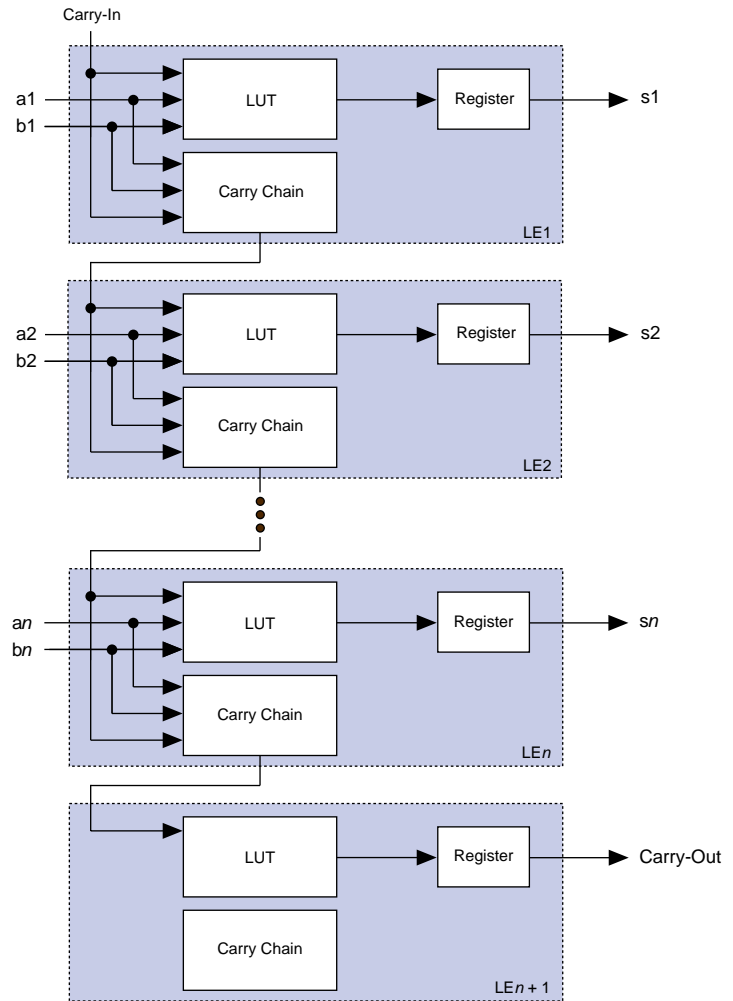 Carry-In
a1
b1
LUT
Register
s1
Carry Chain
LE1
a2
b2
LUT
Register
s2
Carry Chain
LE2
an
bn
LUT
Register
sn
Carry Chain
LEn
LUT
Register
Carry-Out
Carry Chain
LEn + 1